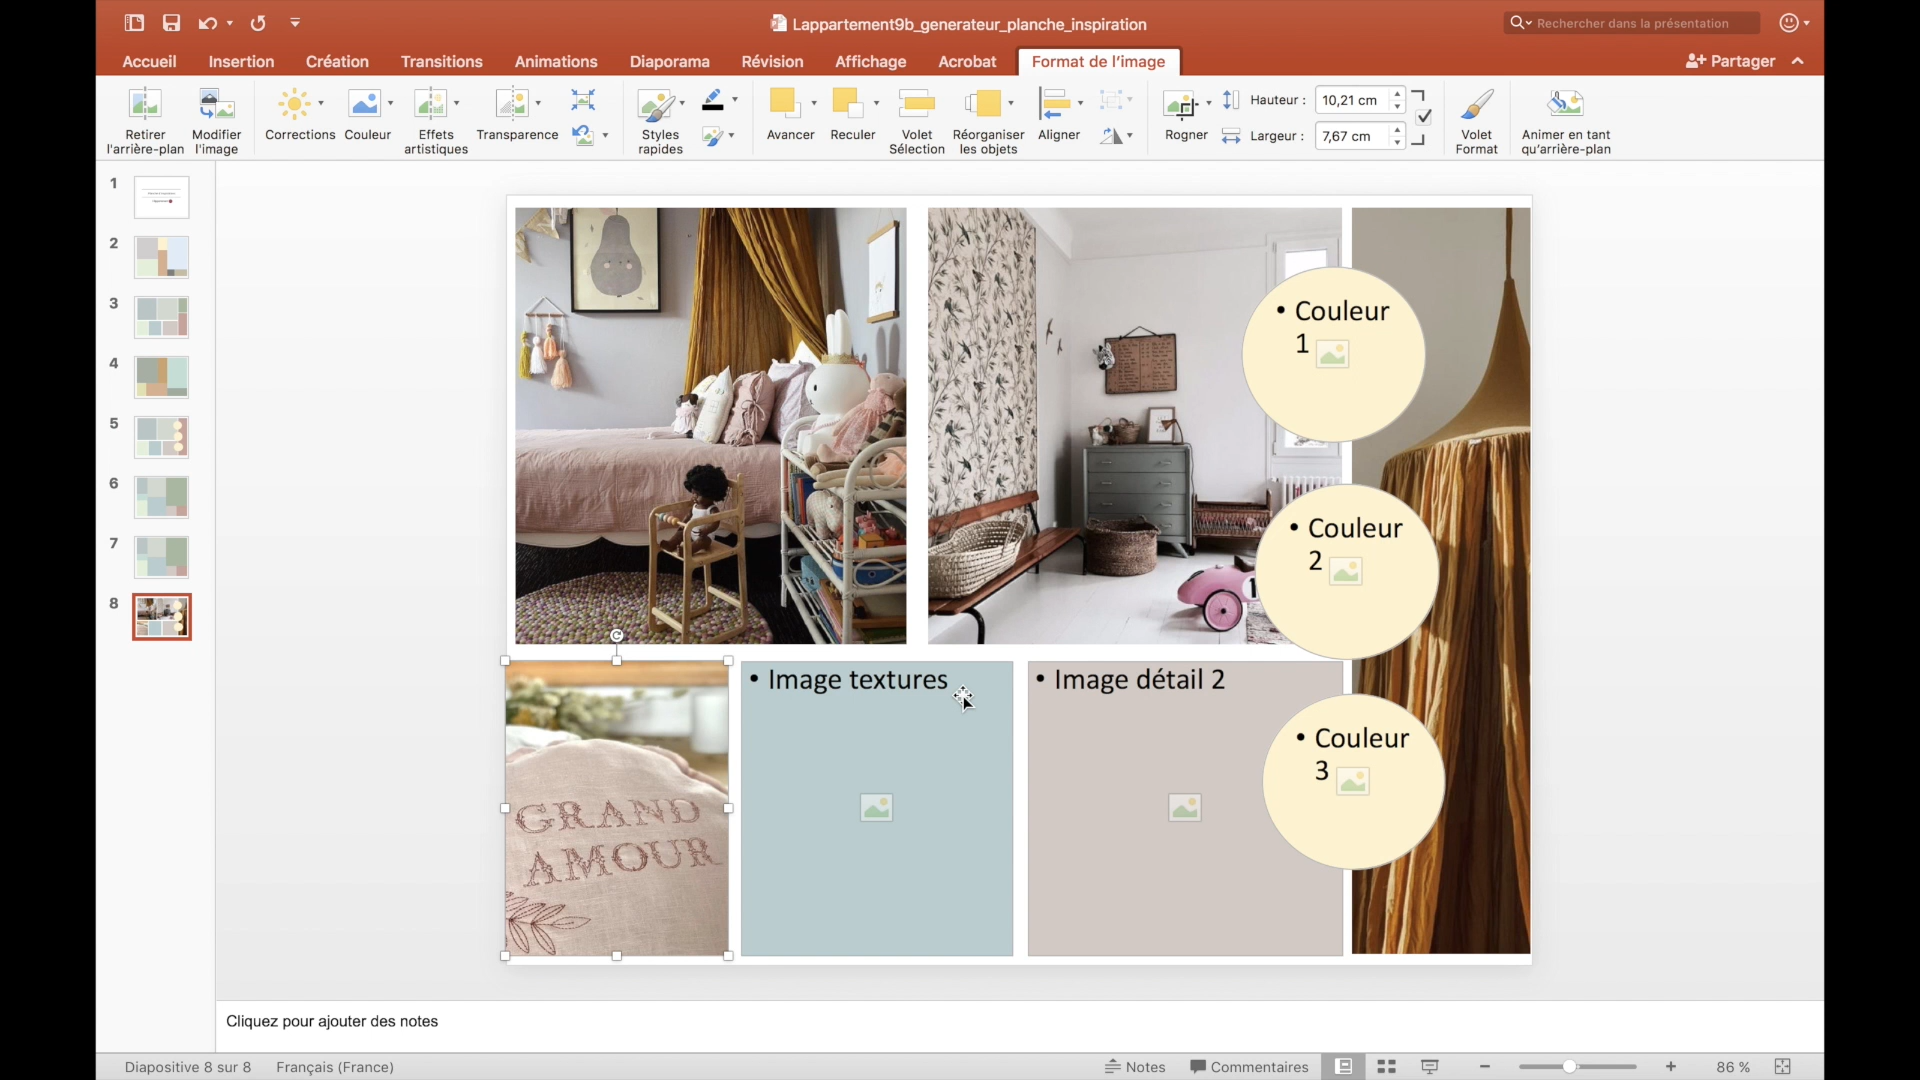 Lappartement9b_generateur_planche_inspiration
Rechercher dans la présentation
Accueil
Insertion
Création
Transitions
Animations
Diaporama
Révision
Affichage
Acrobat
Format de l'image
Partager
Retirer
l'arrière-plan
Modifier
l'image
Corrections
Couleur
Effets
artistiques
Transparence
Styles
rapides
Avancer
Reculer
Volet
Sélection
Réorganiser
les objets
Aligner
Rogner
Hauteur :
10,21 cm
Largeur :
7,67 cm
Volet
Format
Animer en tant
qu'arrière-plan
1
2
3
4
5
6
7
8
• Couleur
1
• Couleur
2
GRAND
AMOUR
• Image textures
• Image détail 2
• Couleur
3
Cliquez pour ajouter des notes
Diapositive 8 sur 8
Français (France)
Notes
Commentaires
86 %